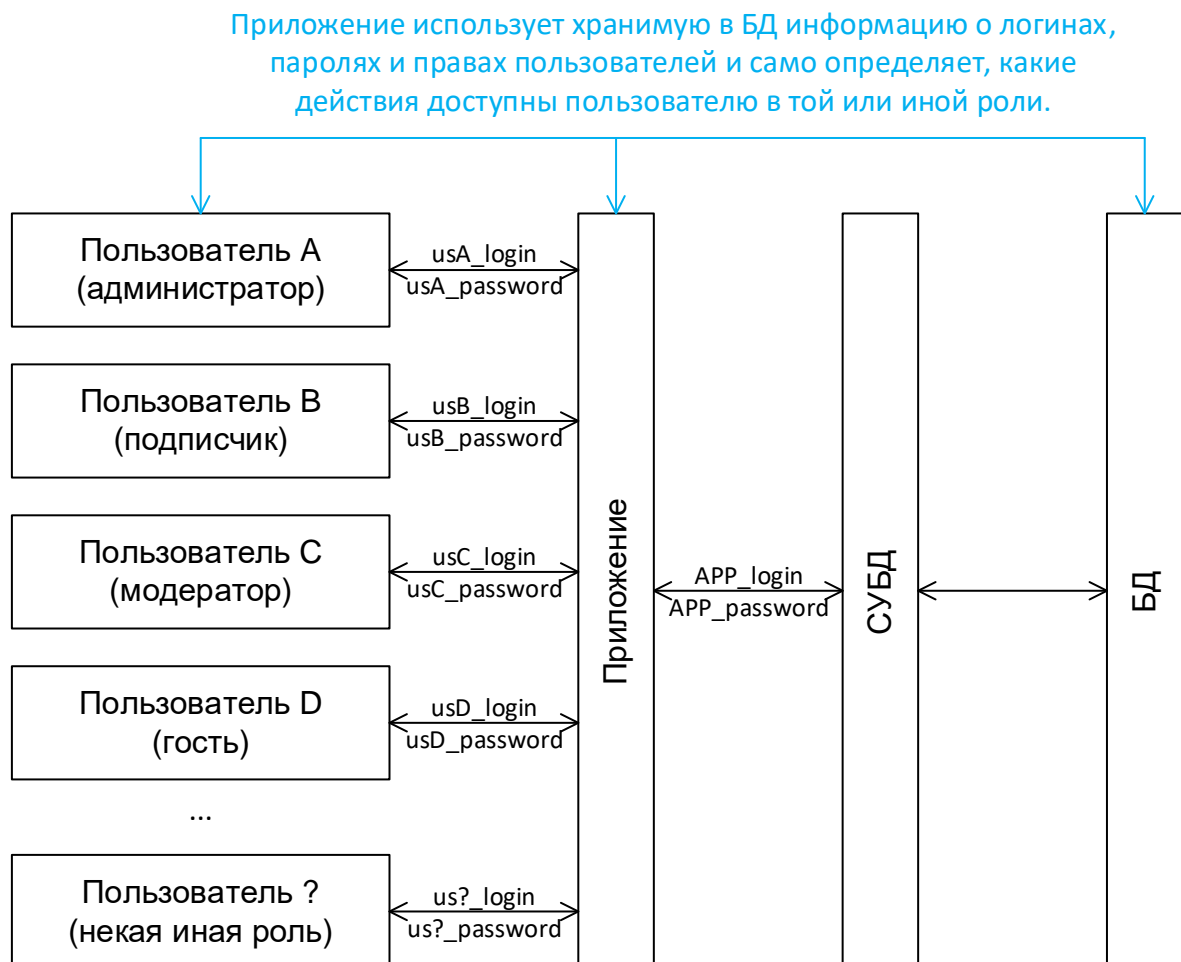 Приложение использует хранимую в БД информацию о логинах,
паролях и правах пользователей и само определяет, какие
действия доступны пользователю в той или иной роли.
Пользователь A
(администратор)
usA_login
usA_password
Пользователь B
(подписчик)
usB_login
usB_password
Пользователь C
(модератор)
usC_login
usC_password
Пользователь D
(гость)
usD_login
usD_password
...
Пользователь ?
(некая иная роль)
us?_login
us?_password
Приложение
APP_login
APP_password
СУБД
БД